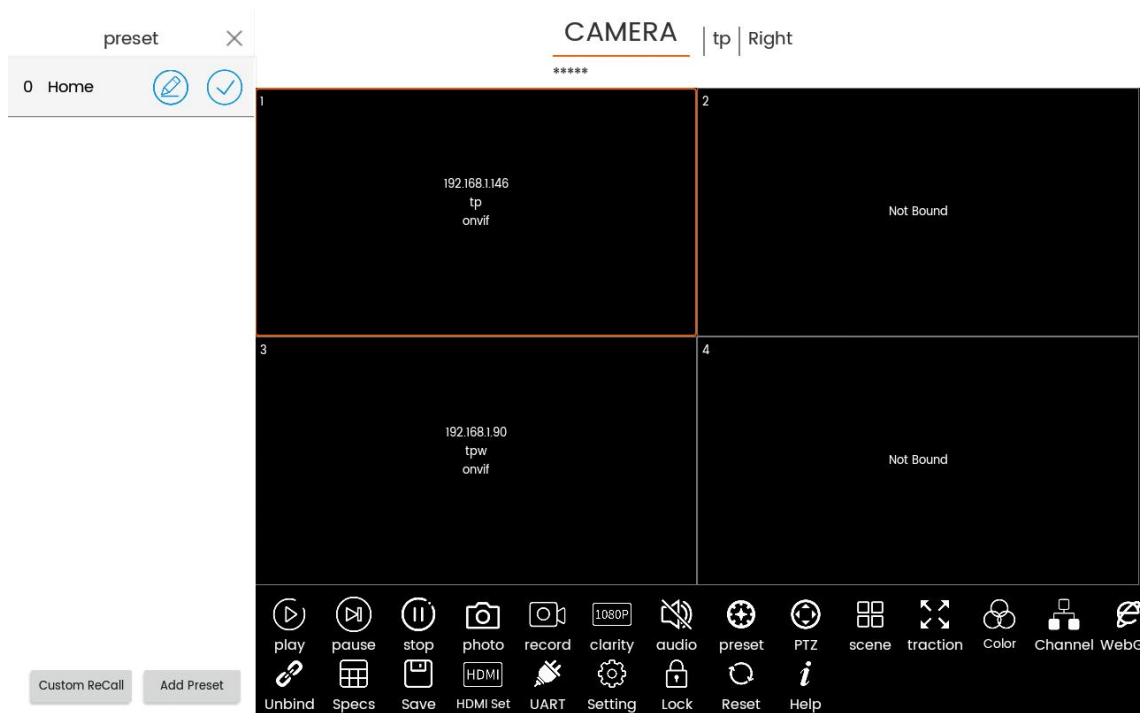 preset
0 Home
Custom ReCall Add Preset
CAMERA | tp | Right
*****
1
192.168.1.146
tp
onvif
2
Not Bound
3
192.168.1.90
tpw
onvif
4
Not Bound
1080P
play pause stop photo record clarity audio preset PTZ scene traction Color Channel WebG
HDMI
Unbind Specs Save HDMI Set UART Setting Lock Reset Help